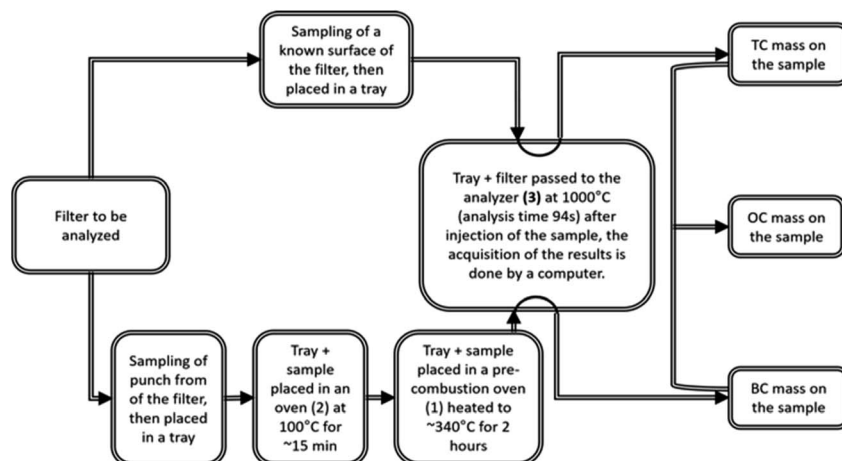 Sampling of a
known surface of
the filter, then
placed in a tray
TC mass on
the sample
Filter to be
analyzed
Tray + filter passed to the
analyzer (3) at 1000°C
(analysis time 94s) after
injection of the sample, the
acquisition of the results is
done by a computer.
OC mass on
the sample
Sampling of
punch from
of the filter,
then placed
in a tray
Tray +
sample
placed in an
oven (2) at
100°C for
~15 min
Tray + sample
placed in a pre-
combustion oven
(1) heated to
~340°C for 2
hours
BC mass on
the sample